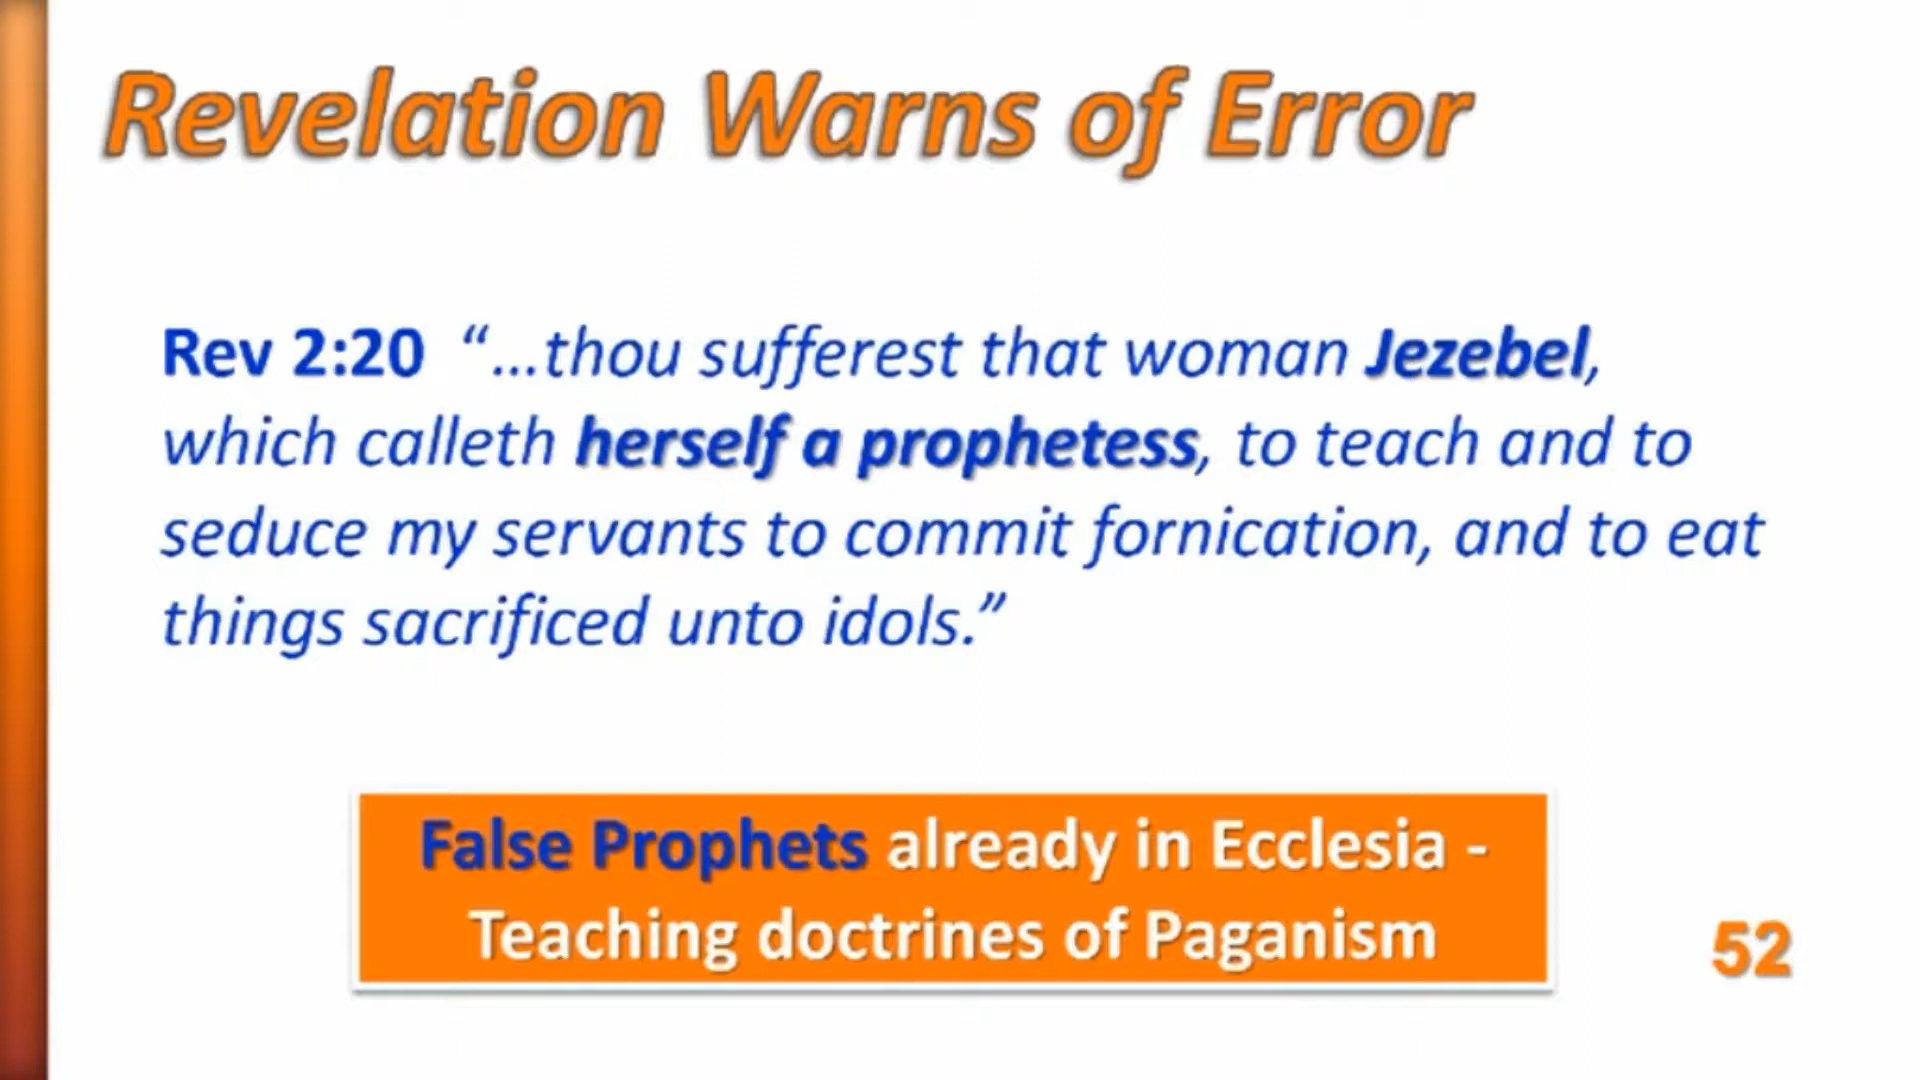 Revelation Warns of Error
Rev 2:20 “...thou sufferest that woman Jezebel,
which calleth herself a prophetess, to teach and to
seduce my servants to commit fornication, and to eat
things sacrificed unto idols.”
False Prophets already in Ecclesia -
Teaching doctrines of Paganism
52